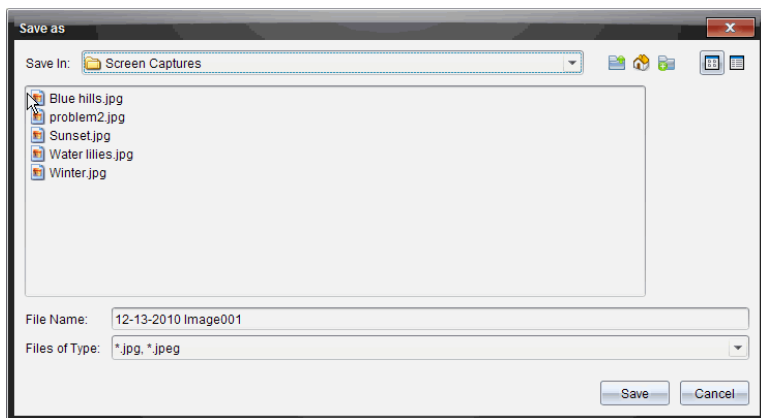 Save as
Save In: Screen Captures
Blue hills.jpg
problem2.jpg
Sunset.jpg
Water lilies.jpg
Winter.jpg
File Name: 12-13-2010 Image001
Files of Type: *.jpg, *.jpeg
Save Cancel